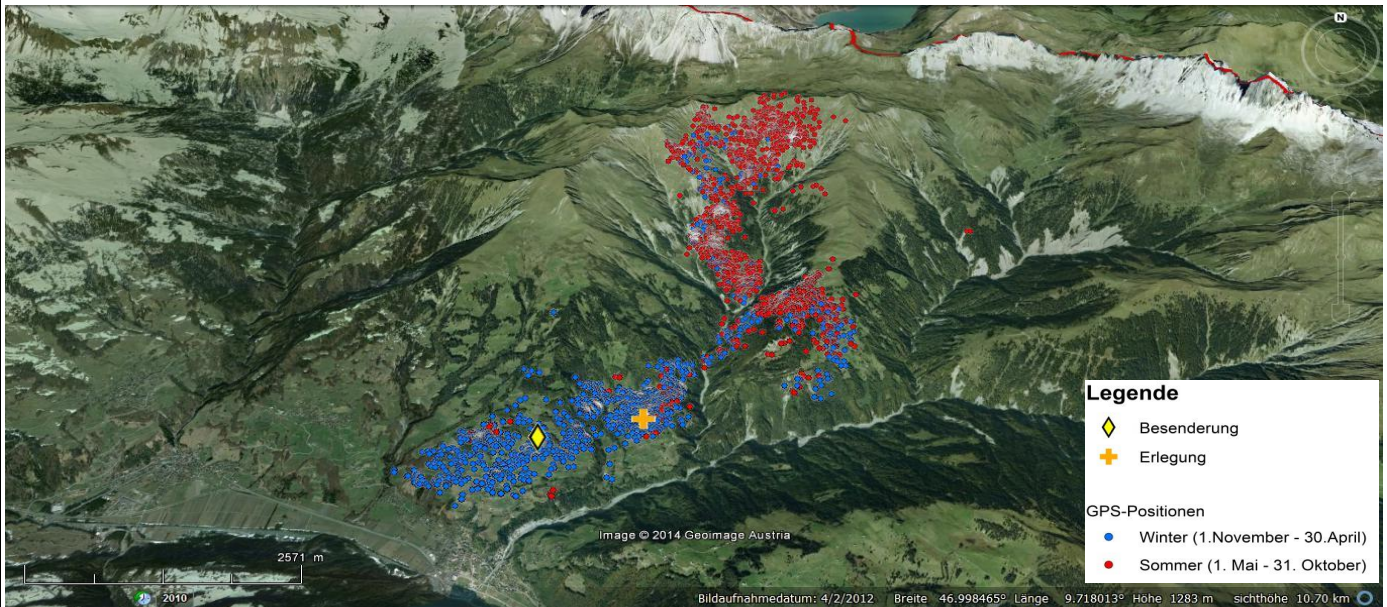 N
Legende
Besenderung
Erlegung
GPS-Positionen
Winter (1.November - 30.April)
Sommer (1. Mai - 31. Oktober)
Image © 2014 Geoimage Austria
2571 m
2010
Bildaufnahmedatum: 4/2/2012 Breite 46.998465° Länge 9.718013° Höhe 1283 m sichthöhe 10.70 km